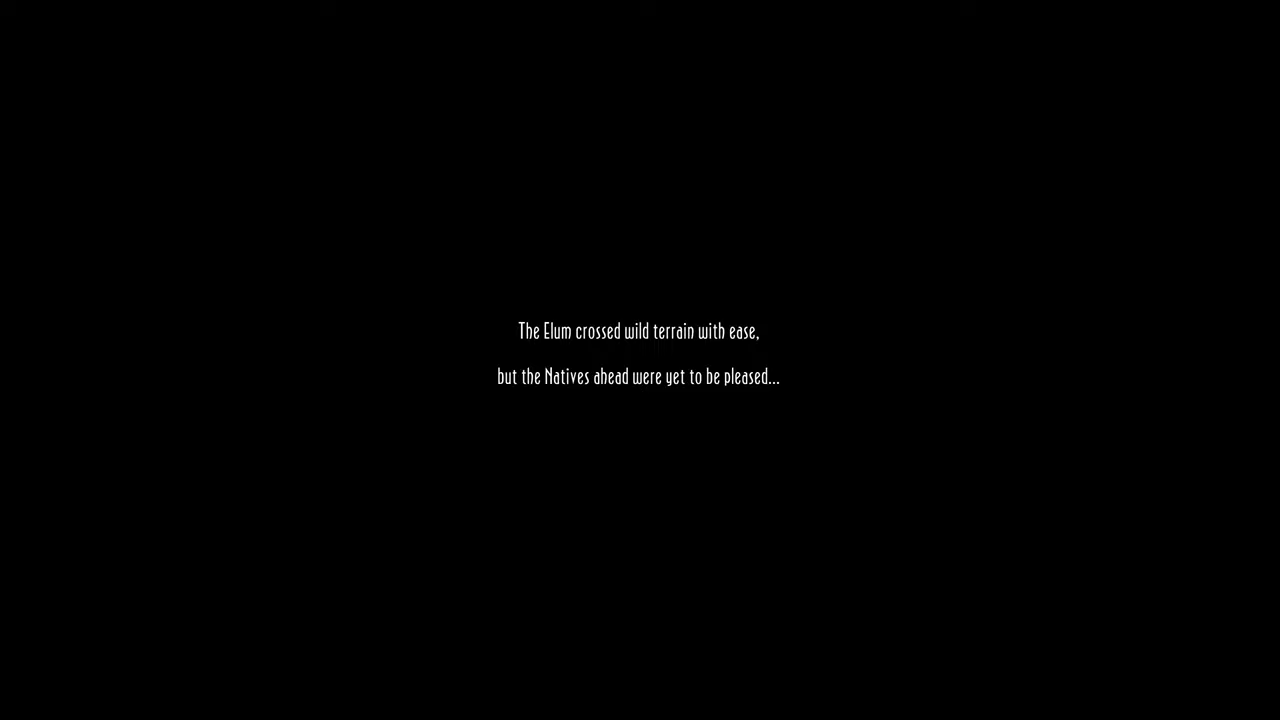 The Elum crossed wild terrain with ease,
but the Natives ahead were yet to be pleased...